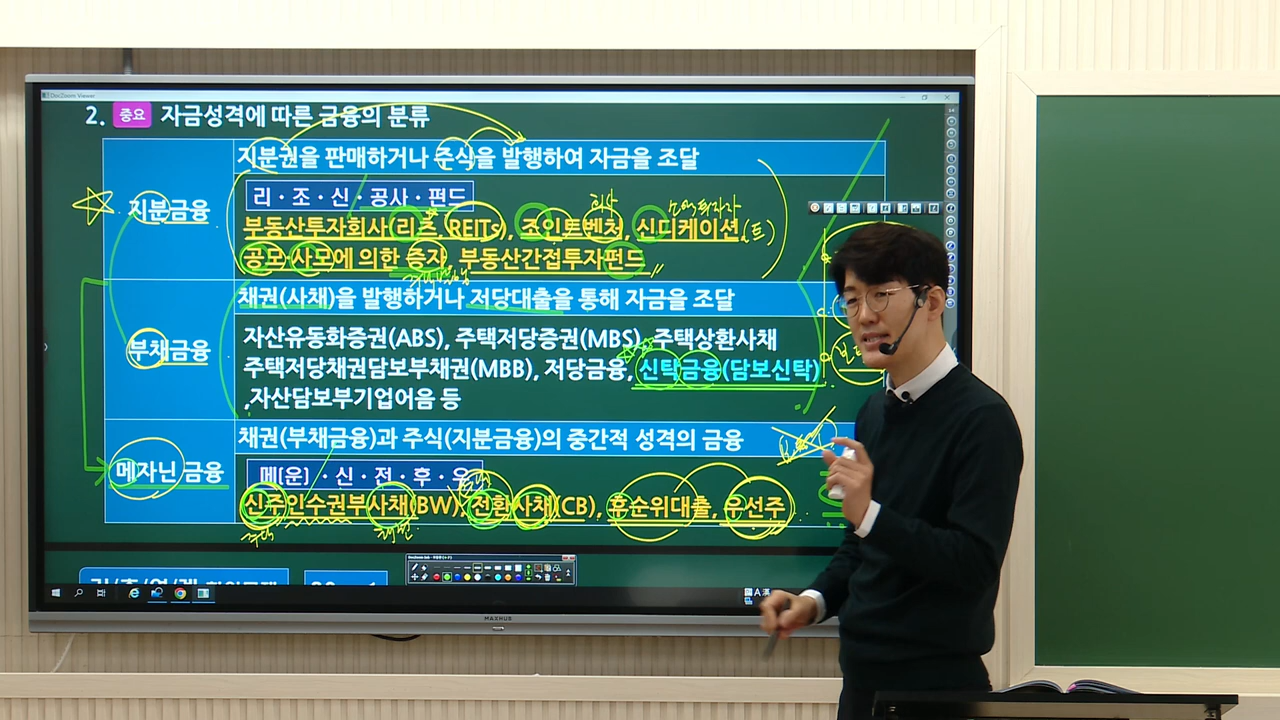 DocZoom Viewer
2. 중요 자금성격에 따른 금융의 분류
지분금융
지분권을 판매하거나 주식을 발행하여 자금을 조달
리 · 조 · 신 · 공사 · 펀드
부동산투자회사(리츠, REITs), 조인트벤처, 신디케이션(트)
공모·사모에 의한 증자, 부동산간접투자펀드
부채금융
채권(사채)을 발행하거나 저당대출을 통해 자금을 조달
자산유동화증권(ABS), 주택저당증권(MBS), 주택상환사채
주택저당채권담보부채권(MBB), 저당금융, 신탁금융(담보신탁)
,자산담보부기업어음 등
메자닌 금융
채권(부채금융)과 주식(지분금융)의 중간적 성격의 금융
메(운) · 신 · 전 · 후 · 우
신주인수권부사채(BW), 전환사채(CB), 후순위대출, 우선주
MAXHUB